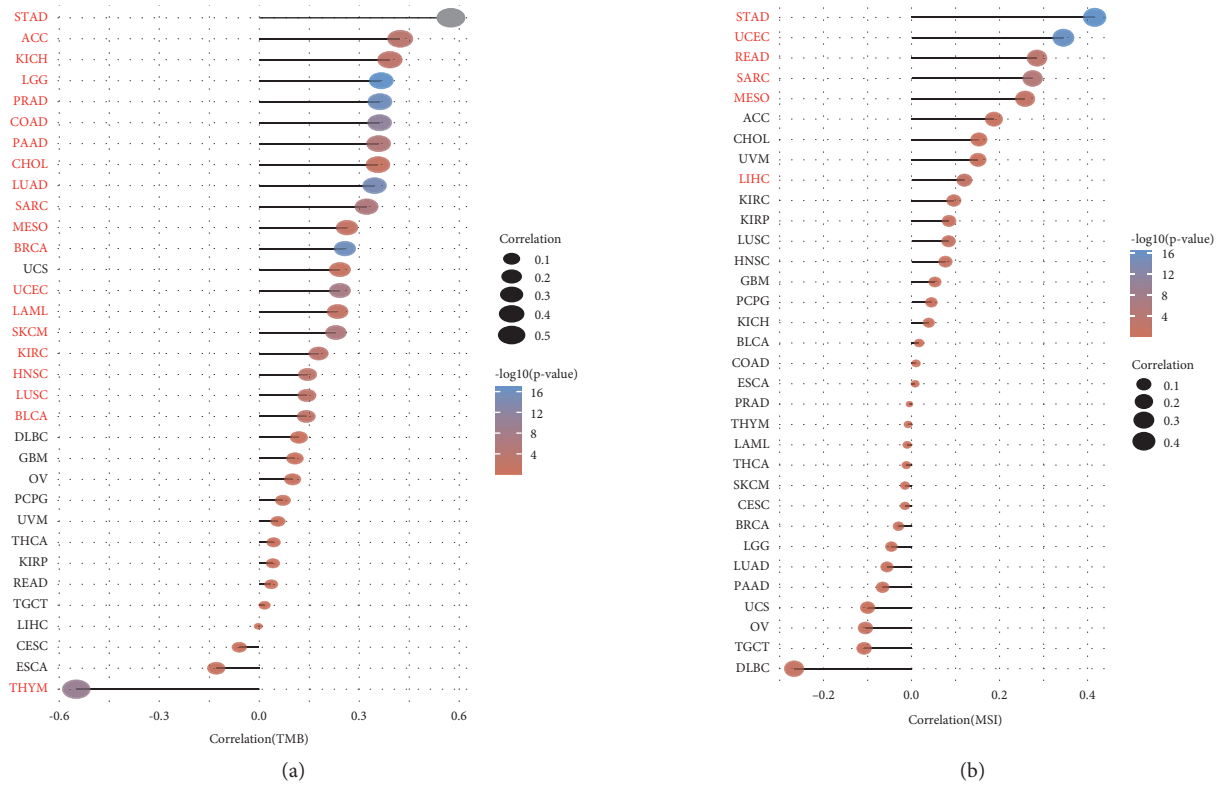 STAD
ACC
KICH
LGG
PRAD
COAD
PAAD
CHOL
LUAD
SARC
MESO
BRCA
UCS
UCEC
LAML
SKCM
KIRC
HNSC
LUSC
BLCA
DLBC
GBM
OV
PCPG
UVM
THCA
KIRP
READ
TGCT
LIHC
CESC
ESCA
THYM
-0.6 -0.3 0.0 0.3 0.6
Correlation(TMB)
Correlation
0.1
0.2
0.3
0.4
0.5
-log10(p-value)
16
12
8
4
(a)
STAD
UCEC
READ
SARC
MESO
ACC
CHOL
UVM
LIHC
KIRC
KIRP
LUSC
HNSC
GBM
PCPG
KICH
BLCA
COAD
ESCA
PRAD
THYM
LAML
THCA
SKCM
CESC
BRCA
LGG
LUAD
PAAD
UCS
OV
TGCT
DLBC
−0.2 0.0 0.2 0.4
Correlation(MSI)
-log10(p-value)
16
12
8
4
Correlation
0.1
0.2
0.3
0.4
(b)